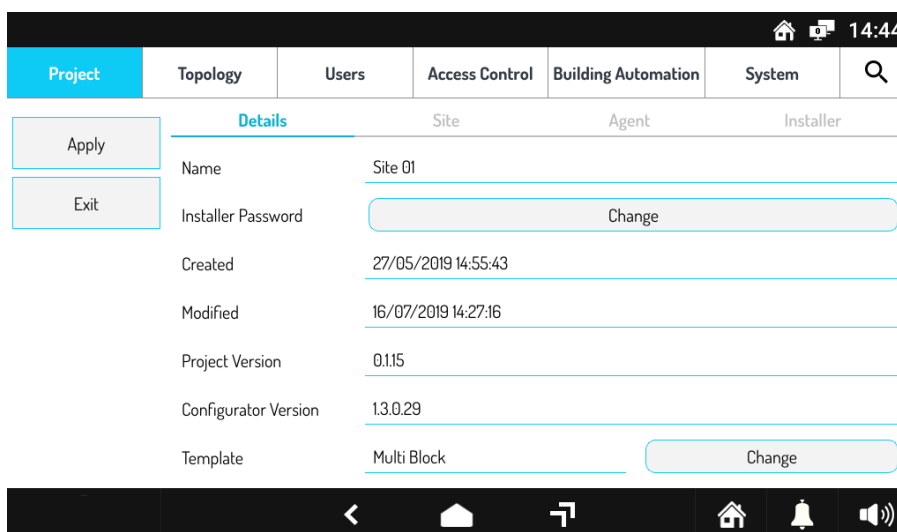 14:44
Project Topology Users Access Control Building Automation System
Details Site Agent Installer
Apply
Exit
Name Site 01
Installer Password Change
Created 27/05/2019 14:55:43
Modified 16/07/2019 14:27:16
Project Version 0.1.15
Configurator Version 1.3.0.29
Template Multi Block Change